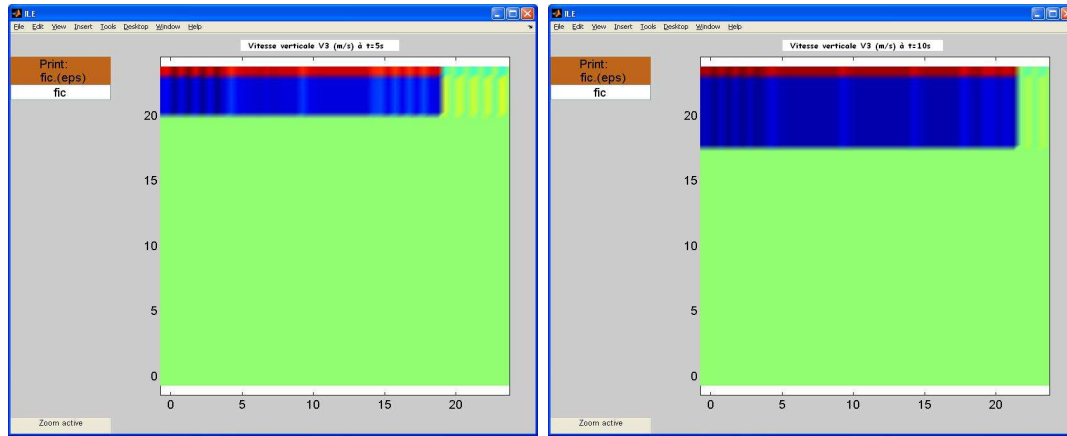 ILE
File Edit View Insert Tools Desktop Window Help
Vitesse verticale V3 (m/s) à t=5s
Print:
fic.(eps)
fic
20
15
10
5
0
0 5 10 15 20
Zoom active
ILE
File Edit View Insert Tools Desktop Window Help
Vitesse verticale V3 (m/s) à t=10s
Print:
fic.(eps)
fic
20
15
10
5
0
0 5 10 15 20
Zoom active